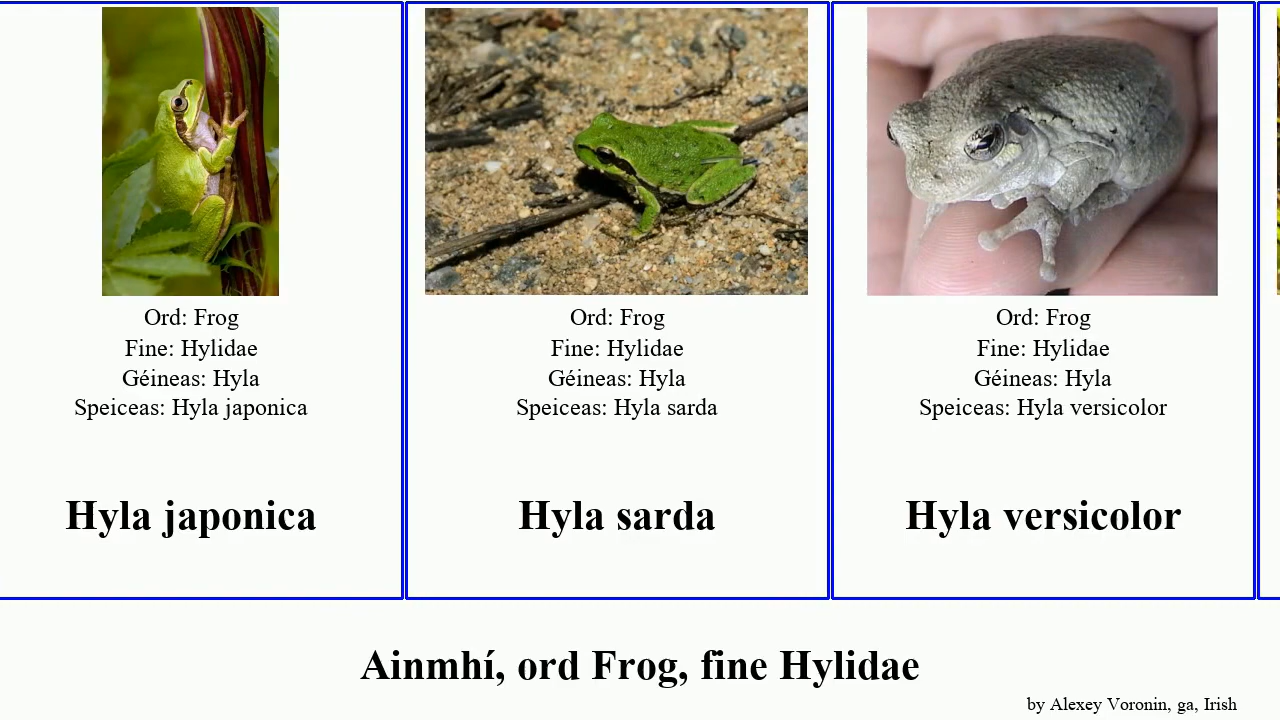 Ord: Frog
Fine: Hylidae
Géineas: Hyla
Speiceas: Hyla japonica
Hyla japonica
Ord: Frog
Fine: Hylidae
Géineas: Hyla
Speiceas: Hyla sarda
Hyla sarda
Ord: Frog
Fine: Hylidae
Géineas: Hyla
Speiceas: Hyla versicolor
Hyla versicolor
Ainmhí, ord Frog, fine Hylidae
by Alexey Voronin, ga, Irish